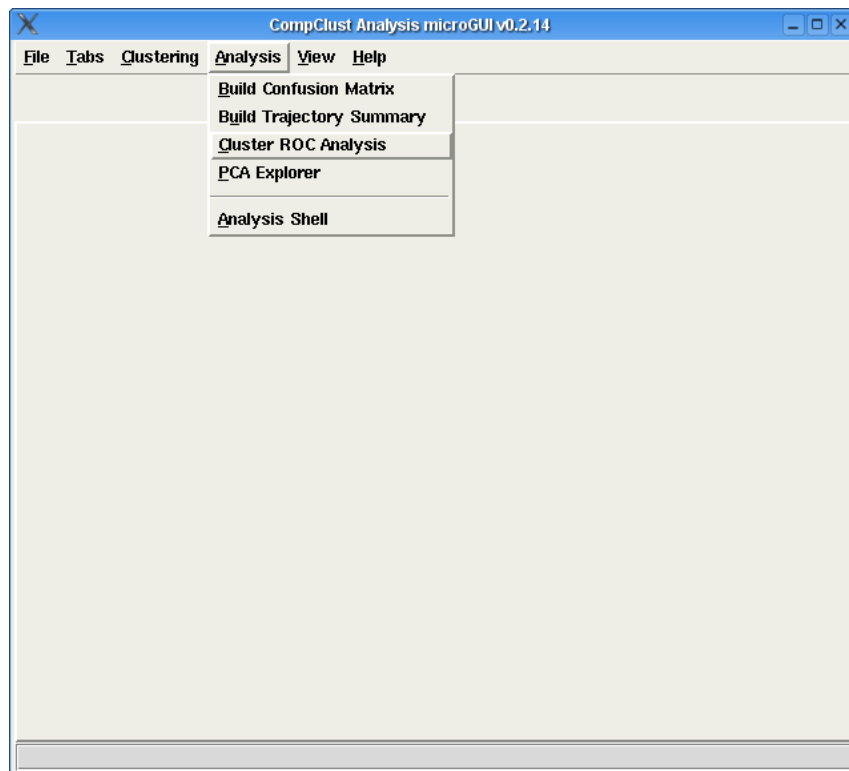 CompClust Analysis microGUI v0.2.14
File Tabs Clustering Analysis View Help
Build Confusion Matrix
Build Trajectory Summary
Cluster ROC Analysis
PCA Explorer
Analysis Shell